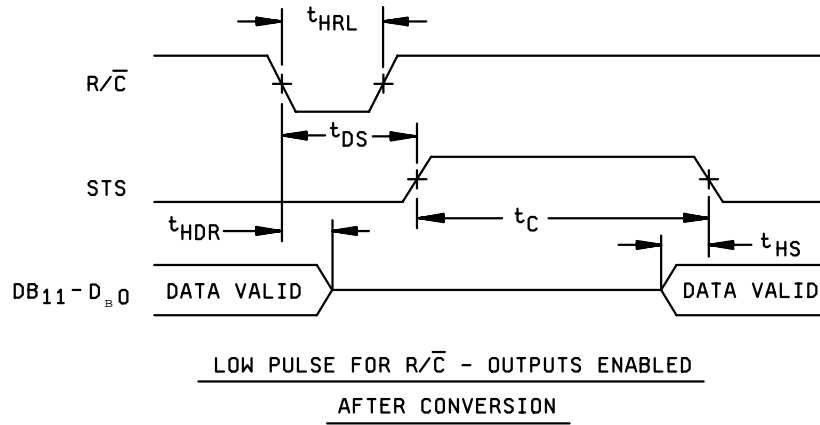 tHRL
R/C̅
tDS
STS
tC
tHDR
tHS
DB11-DB0 DATA VALID DATA VALID
LOW PULSE FOR R/C̅ - OUTPUTS ENABLED
AFTER CONVERSION